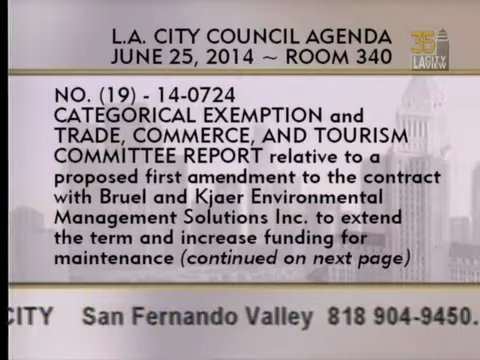 L.A. CITY COUNCIL AGENDA
JUNE 25, 2014 ~ ROOM 340
35
LACITY
VIEW
NO. (19) - 14-0724
CATEGORICAL EXEMPTION and
TRADE, COMMERCE, AND TOURISM
COMMITTEE REPORT relative to a
proposed first amendment to the contract
with Bruel and Kjaer Environmental
Management Solutions Inc. to extend
the term and increase funding for
maintenance (continued on next page)
CITY San Fernando Valley 818 904-9450.